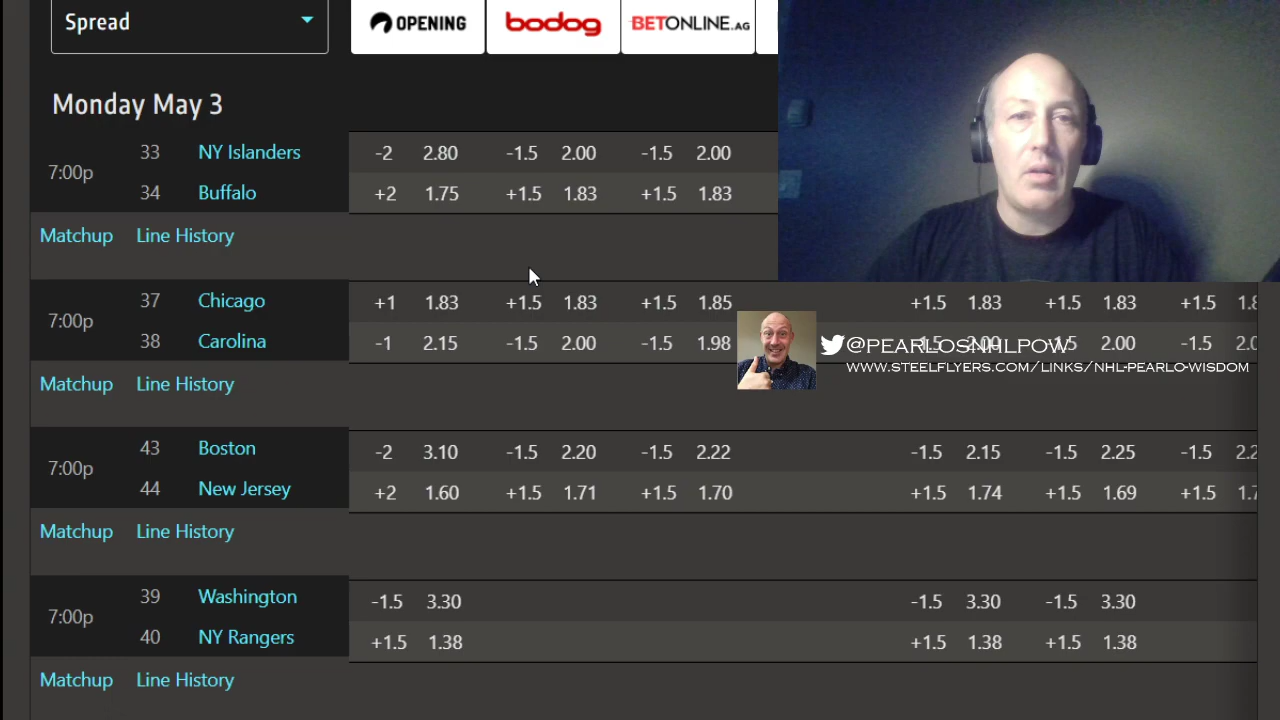 Spread
OPENING
bodog
BETONLINE.AG
Monday May 3
7:00p
33 NY Islanders -2 2.80 -1.5 2.00 -1.5 2.00
34 Buffalo +2 1.75 +1.5 1.83 +1.5 1.83
Matchup Line History
7:00p
37 Chicago +1 1.83 +1.5 1.83 +1.5 1.85 +1.5 1.83 +1.5 1.83 +1.5
38 Carolina -1 2.15 -1.5 2.00 -1.5 1.98 -1.5 2.00 -1.5 2.00 -1.5
@PEARLOSNHLPOW
WWW.STEELFLYERS.COM/LINKS/NHL-PEARLO-WISDOM
Matchup Line History
7:00p
43 Boston -2 3.10 -1.5 2.20 -1.5 2.22 -1.5 2.15 -1.5 2.25 -1.5
44 New Jersey +2 1.60 +1.5 1.71 +1.5 1.70 +1.5 1.74 +1.5 1.69 +1.5
Matchup Line History
7:00p
39 Washington -1.5 3.30 -1.5 3.30 -1.5 3.30
40 NY Rangers +1.5 1.38 +1.5 1.38 +1.5 1.38
Matchup Line History